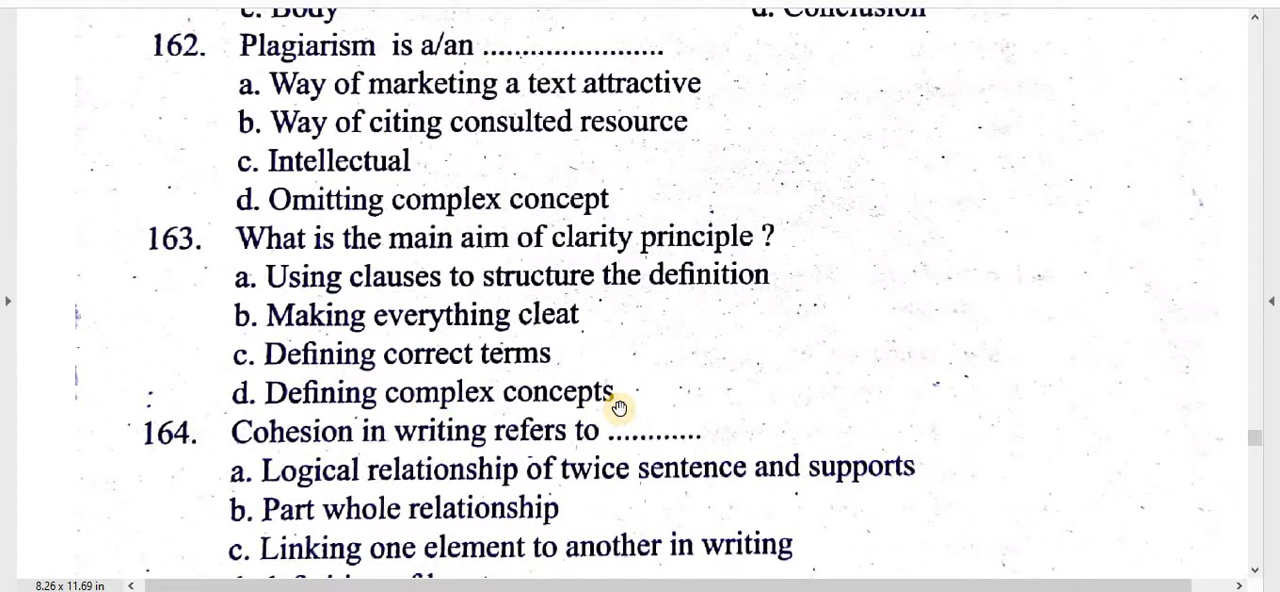 c. Body d. Conclusion
162. Plagiarism is a/an .......................
a. Way of marketing a text attractive
b. Way of citing consulted resource
c. Intellectual
d. Omitting complex concept
163. What is the main aim of clarity principle ?
a. Using clauses to structure the definition
b. Making everything cleat
c. Defining correct terms
d. Defining complex concepts
164. Cohesion in writing refers to ............
a. Logical relationship of twice sentence and supports
b. Part whole relationship
c. Linking one element to another in writing
8.26 x 11.69 in